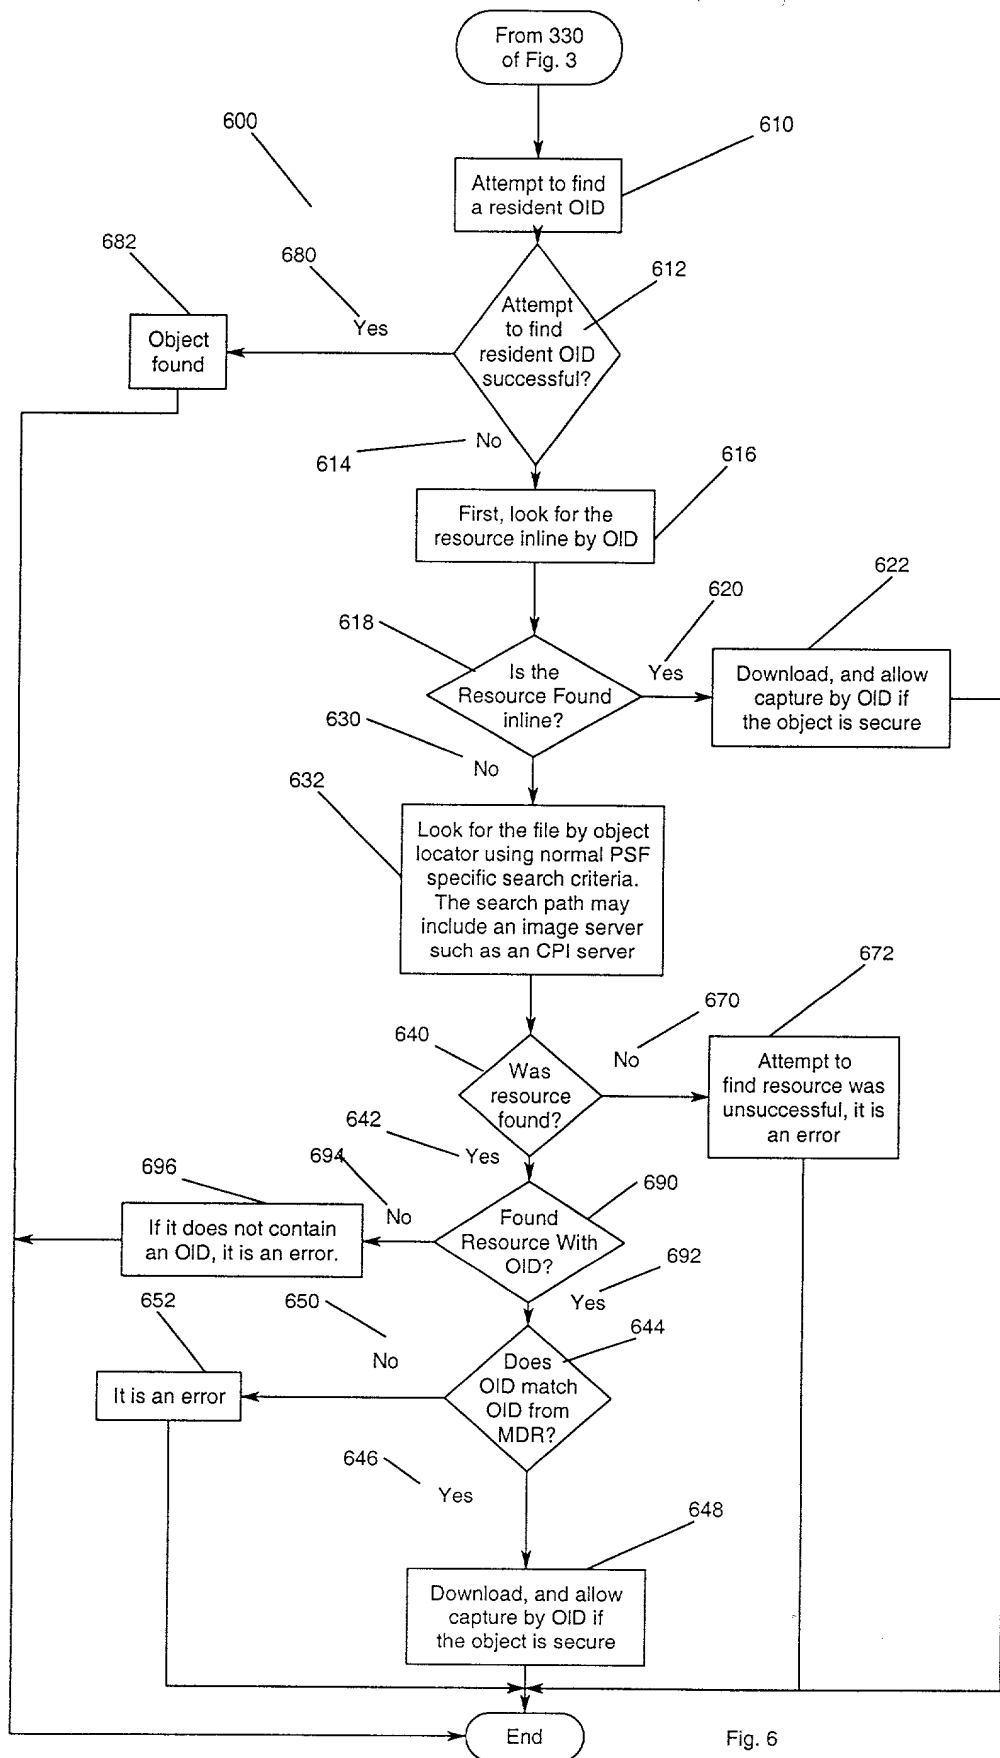 From 330
of Fig. 3
600
610
Attempt to find
a resident OID
682
680
612
Yes
Attempt
to find
resident OID
successful?
Object
found
No
614
616
First, look for the
resource inline by OID
622
620
618
Yes
Is the
Resource Found
inline?
Download, and allow
capture by OID if
the object is secure
630
No
632
Look for the file by object
locator using normal PSF
specific search criteria.
The search path may
include an image server
such as an CPI server
672
670
640
No
Was
resource
found?
Attempt to
find resource was
unsuccessful, it is
an error
642
Yes
694
696
690
No
Found
Resource With
OID?
If it does not contain
an OID, it is an error.
692
Yes
652
650
644
No
Does
OID match
OID from
MDR?
It is an error
646
Yes
648
Download, and allow
capture by OID if
the object is secure
End
Fig. 6